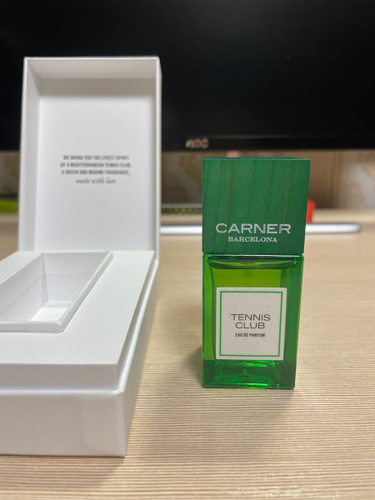 WE BRING YOU THE LIVELY SPIRIT
OF A MEDITERRANEAN TENNIS CLUB,
A GREEN AND MARINE FRAGRANCE,
made with love
AOC
CARNER
BARCELONA
TENNIS
CLUB
EAU DE PARFUM